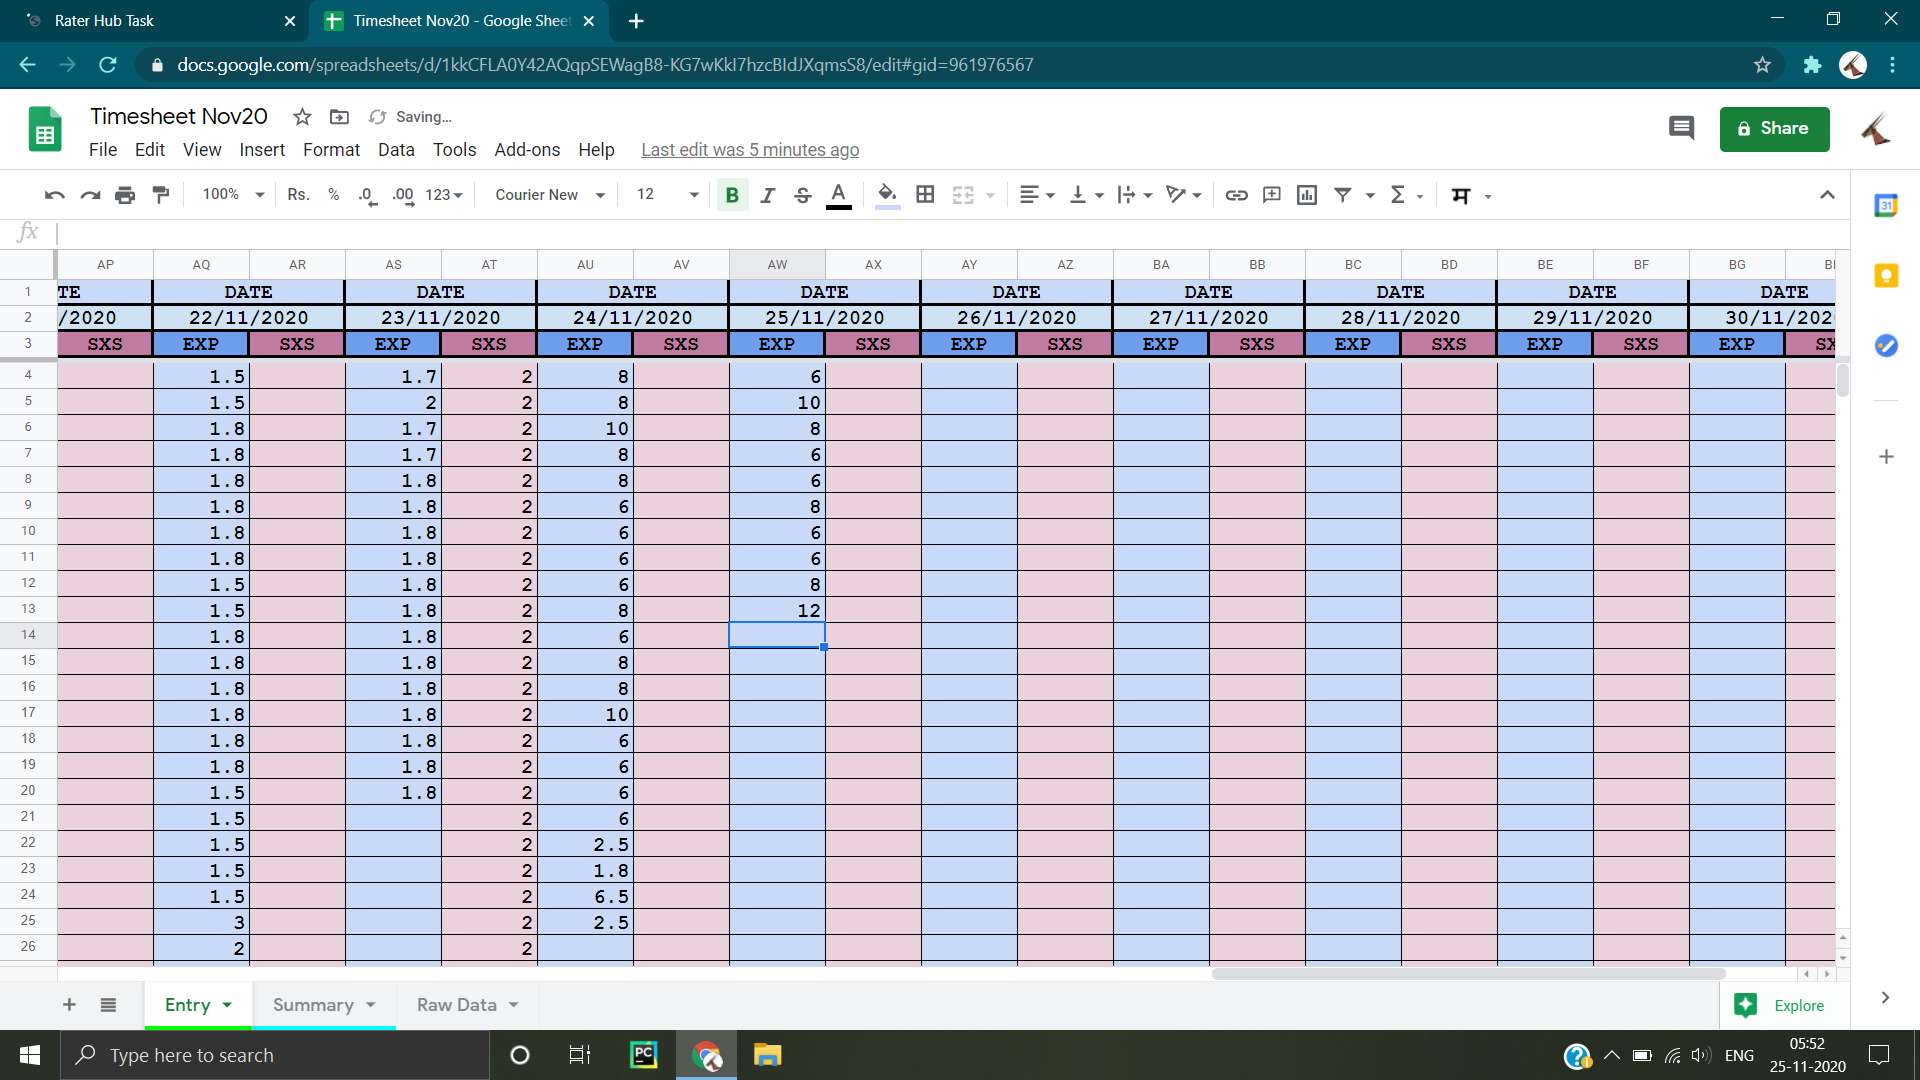 Rater Hub Task
Timesheet Nov20 - Google Sheet
docs.google.com/spreadsheets/d/1kkCFLA0Y42AQqpSEWagB8-KG7wKkI7hzcBIdJXqmsS8/edit#gid=961976567
Timesheet Nov20 Saving...
File Edit View Insert Format Data Tools Add-ons Help Last edit was 5 minutes ago
Share
100% Rs. % .0 .00 123 Courier New 12 B I S A Σ म
31
fx
AP AQ AR AS AT AU AV AW AX AY AZ BA BB BC BD BE BF BG
1 TE DATE DATE DATE DATE DATE DATE DATE DATE DATE
2 /2020 22/11/2020 23/11/2020 24/11/2020 25/11/2020 26/11/2020 27/11/2020 28/11/2020 29/11/2020 30/11/202
3 SXS EXP SXS EXP SXS EXP SXS EXP SXS EXP SXS EXP SXS EXP SXS EXP SXS EXP SX
4 1.5 1.7 2 8 6
5 1.5 2 2 8 10
6 1.8 1.7 2 10 8
7 1.8 1.7 2 8 6
8 1.8 1.8 2 8 6
9 1.8 1.8 2 6 8
10 1.8 1.8 2 6 6
11 1.8 1.8 2 6 6
12 1.5 1.8 2 6 8
13 1.5 1.8 2 8 12
14 1.8 1.8 2 6
15 1.8 1.8 2 8
16 1.8 1.8 2 8
17 1.8 1.8 2 10
18 1.8 1.8 2 6
19 1.8 1.8 2 6
20 1.5 1.8 2 6
21 1.5 2 6
22 1.5 2 2.5
23 1.5 2 1.8
24 1.5 2 6.5
25 3 2 2.5
26 2 2
Entry Summary Raw Data Explore
Type here to search
PC
ENG
05:52
25-11-2020